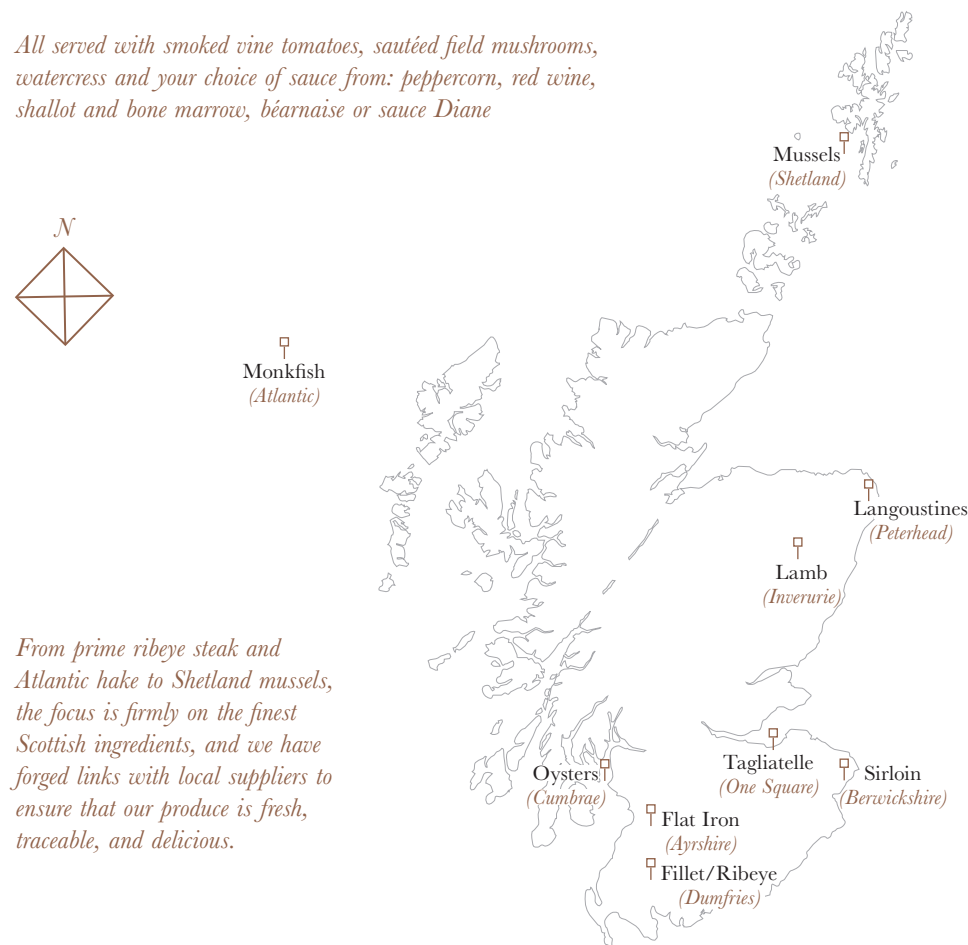 All served with smoked vine tomatoes, sautéed field mushrooms,
watercress and your choice of sauce from: peppercorn, red wine,
shallot and bone marrow, béarnaise or sauce Diane
Mussels
(Shetland)
N
Monkfish
(Atlantic)
Langoustines
(Peterhead)
Lamb
(Inverurie)
From prime ribeye steak and
Atlantic hake to Shetland mussels,
the focus is firmly on the finest
Scottish ingredients, and we have
forged links with local suppliers to
ensure that our produce is fresh,
traceable, and delicious.
Oysters
(Cumbrae)
Tagliatelle
(One Square)
Sirloin
(Berwickshire)
Flat Iron
(Ayrshire)
Fillet/Ribeye
(Dumfries)